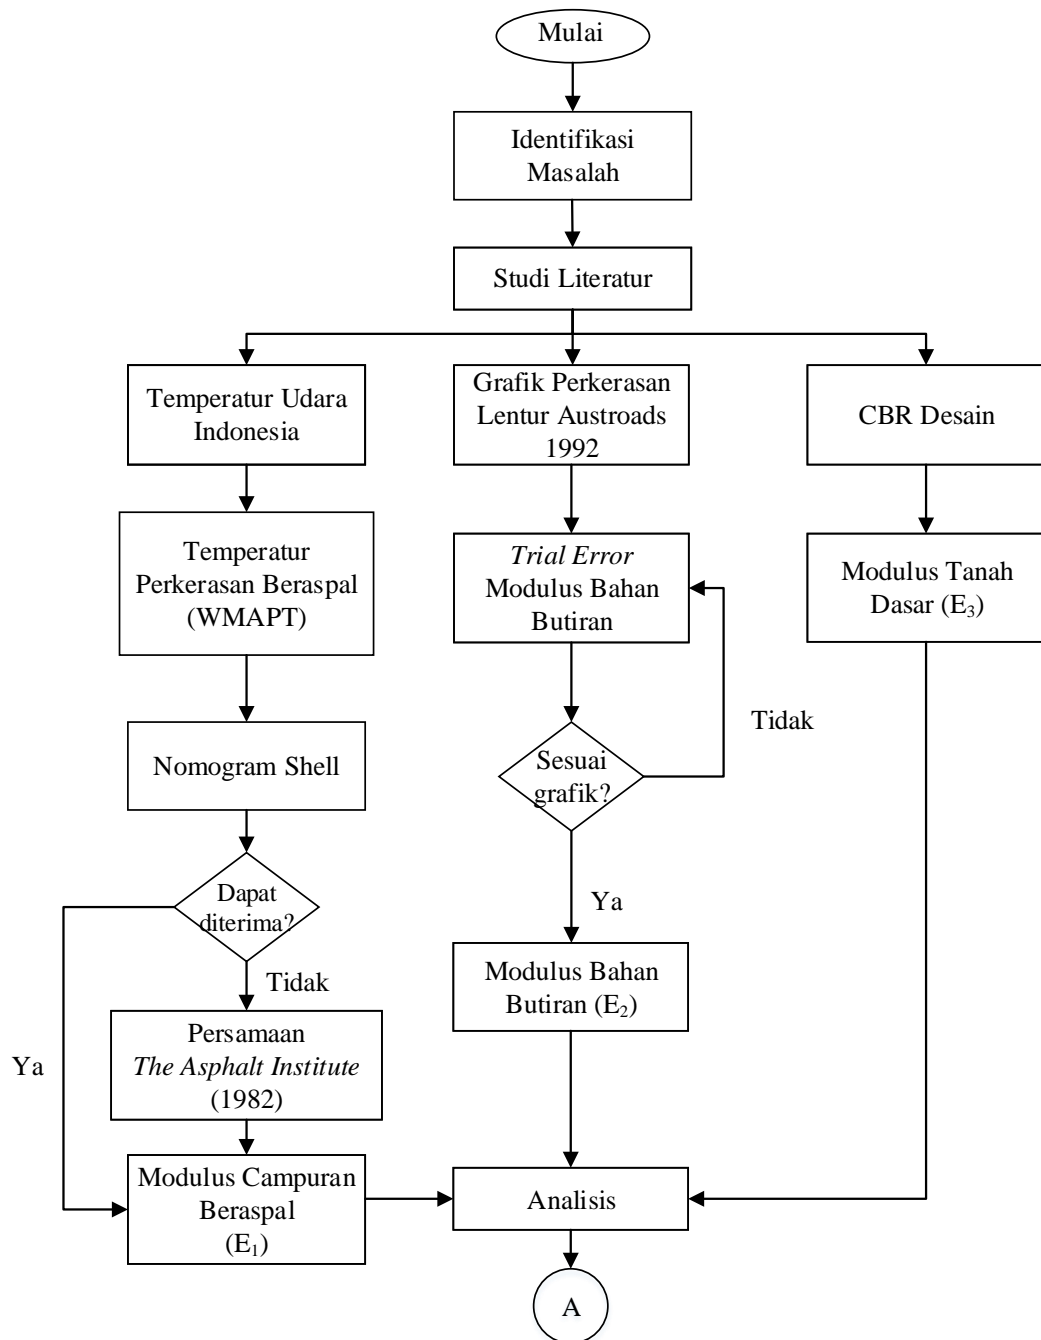 Mulai
Identifikasi
Masalah
Studi Literatur
Temperatur Udara
Indonesia
Grafik Perkerasan
Lentur Austroads
1992
CBR Desain
Temperatur
Perkerasan Beraspal
(WMAPT)
Trial Error
Modulus Bahan
Butiran
Modulus Tanah
Dasar (E₃)
Nomogram Shell
Sesuai
grafik?
Tidak
Dapat
diterima?
Ya
Tidak
Modulus Bahan
Butiran (E₂)
Persamaan
The Asphalt Institute
(1982)
Ya
Modulus Campuran
Beraspal
(E₁)
Analisis
A